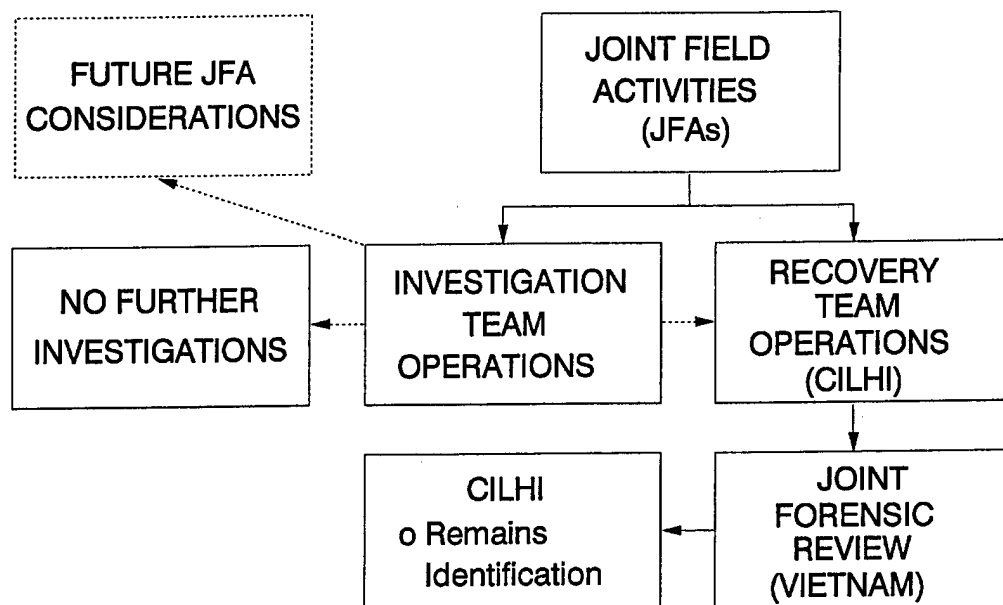 FUTURE JFA
CONSIDERATIONS
JOINT FIELD
ACTIVITIES
(JFAs)
NO FURTHER
INVESTIGATIONS
INVESTIGATION
TEAM
OPERATIONS
RECOVERY
TEAM
OPERATIONS
(CILHI)
CILHI
o Remains
Identification
JOINT
FORENSIC
REVIEW
(VIETNAM)